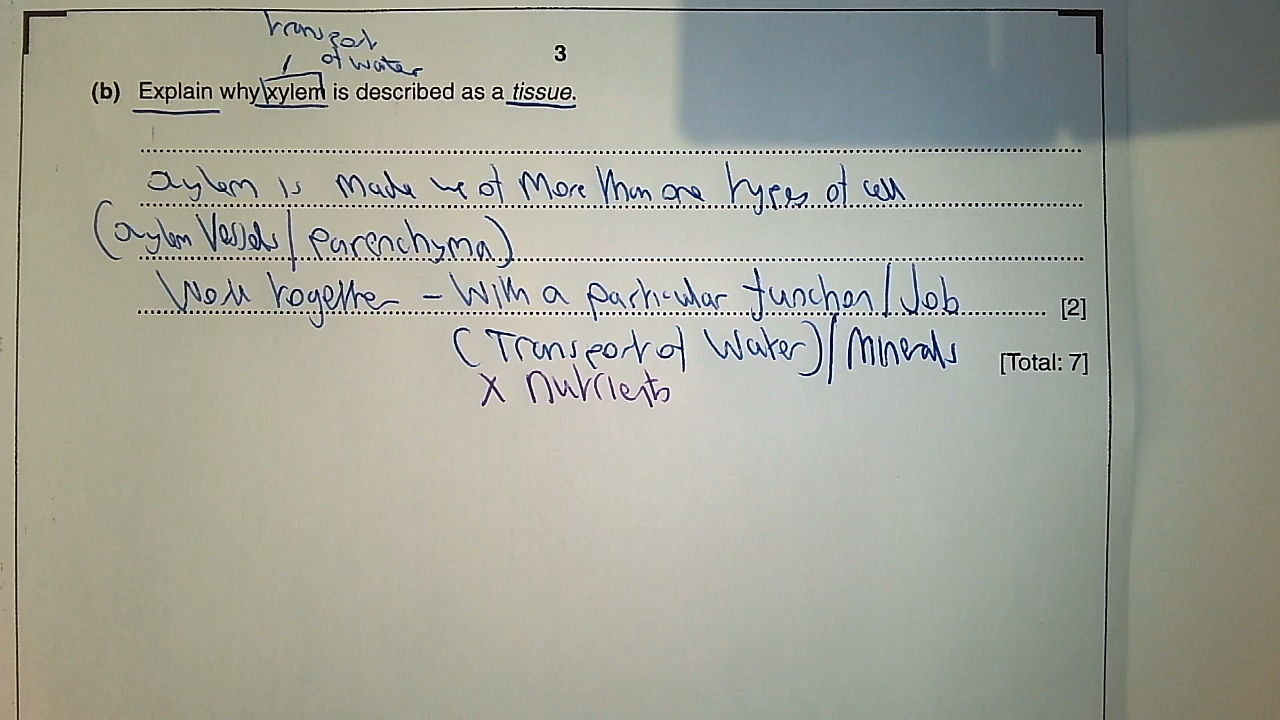 transport
of water
3
(b) Explain why xylem is described as a tissue.
xylem is made up of more than one types of cell
(xylem vessels / parenchyma)
Work together - With a particular function / Job
[2]
(Transport of Water) / Minerals
[Total: 7]
X nutrients